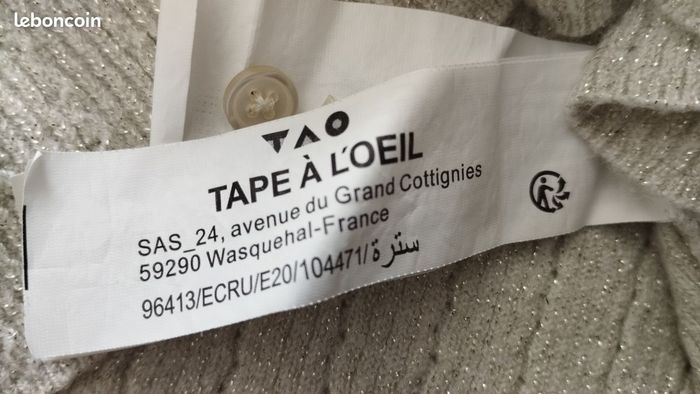 leboncoin
TAO
TAPE À L'OEIL
SAS_24, avenue du Grand Cottignies
59290 Wasquehal-France
96413/ECRU/E20/104471/سترة